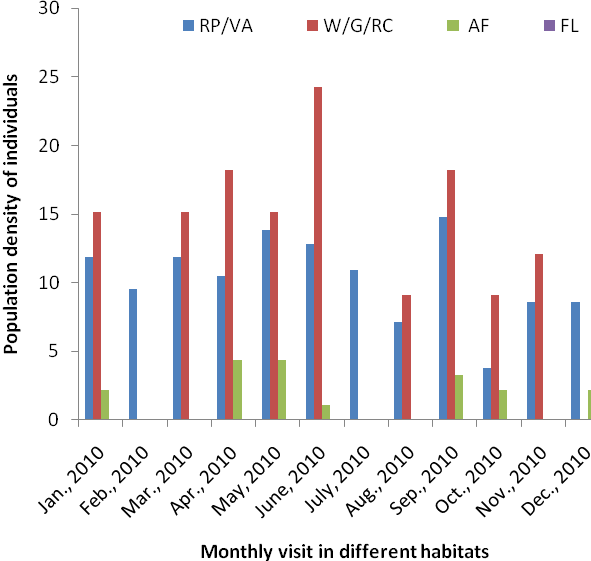 30
RP/VA W/G/RC AF FL
25
20
15
10
5
0
Population density of individuals
Jan., 2010 Feb., 2010 Mar., 2010 Apr., 2010 May, 2010 June, 2010 July, 2010 Aug., 2010 Sep., 2010 Oct., 2010 Nov., 2010 Dec., 2010
Monthly visit in different habitats